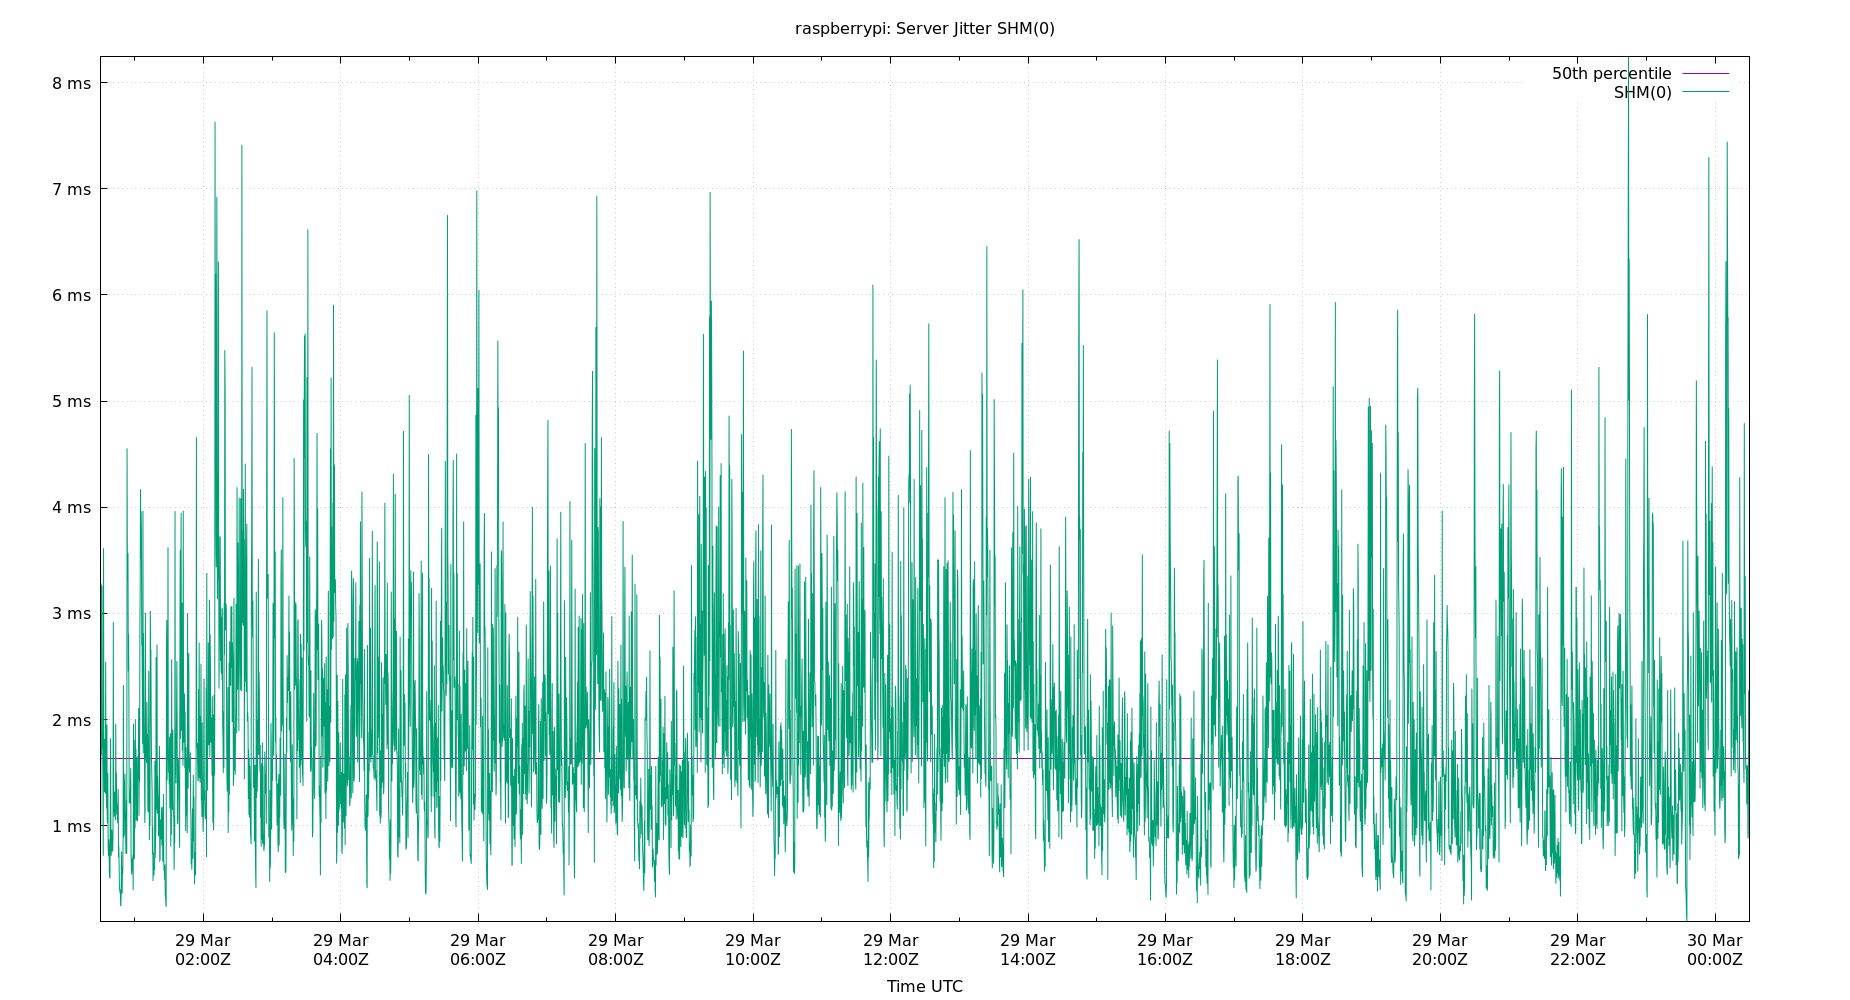 raspberrypi: Server Jitter SHM(0)
50th percentile
SHM(0)
8 ms
7 ms
6 ms
5 ms
4 ms
3 ms
2 ms
1 ms
29 Mar 29 Mar 29 Mar 29 Mar 29 Mar 29 Mar 29 Mar 29 Mar 29 Mar 29 Mar 29 Mar 30 Mar
02:00Z 04:00Z 06:00Z 08:00Z 10:00Z 12:00Z 14:00Z 16:00Z 18:00Z 20:00Z 22:00Z 00:00Z
Time UTC